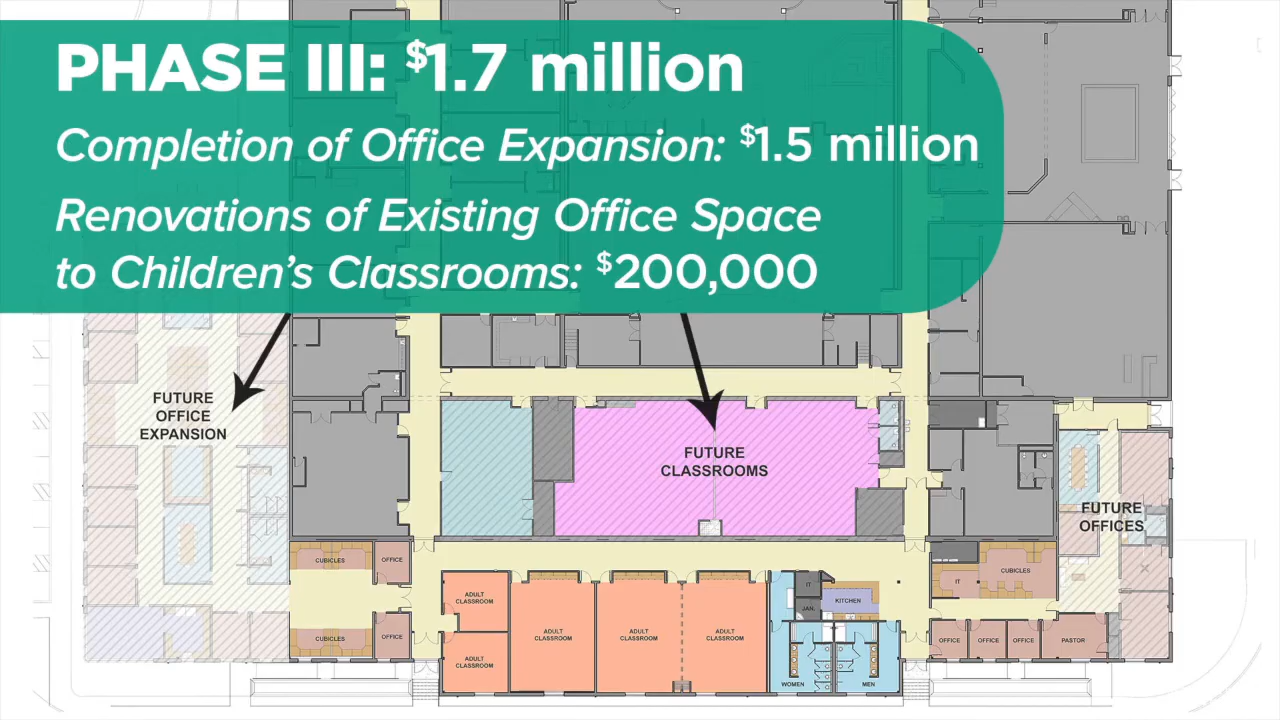 PHASE III: $1.7 million
Completion of Office Expansion: $1.5 million
Renovations of Existing Office Space
to Children’s Classrooms: $200,000
FUTURE
OFFICE
EXPANSION
FUTURE
CLASSROOMS
FUTURE
OFFICES
CUBICLES
OFFICE
CUBICLES
OFFICE
ADULT
CLASSROOM
ADULT
CLASSROOM
ADULT
CLASSROOM
ADULT
CLASSROOM
ADULT
CLASSROOM
IT
JAN.
KITCHEN
WOMEN
MEN
IT
CUBICLES
OFFICE
OFFICE
OFFICE
PASTOR